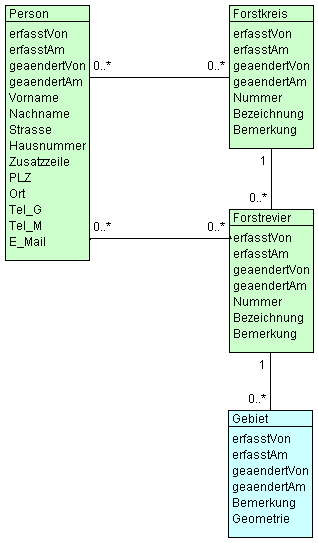 Person
erfasstVon
erfasstAm
geaendertVon
geaendertAm
Vorname
Nachname
Strasse
Hausnummer
Zusatzzeile
PLZ
Ort
Tel_G
Tel_M
E_Mail
0..*
0..*
Forstkreis
erfasstVon
erfasstAm
geaendertVon
geaendertAm
Nummer
Bezeichnung
Bemerkung
1
0..*
0..*
0..*
Forstrevier
erfasstVon
erfasstAm
geaendertVon
geaendertAm
Nummer
Bezeichnung
Bemerkung
1
0..*
Gebiet
erfasstVon
erfasstAm
geaendertVon
geaendertAm
Bemerkung
Geometrie